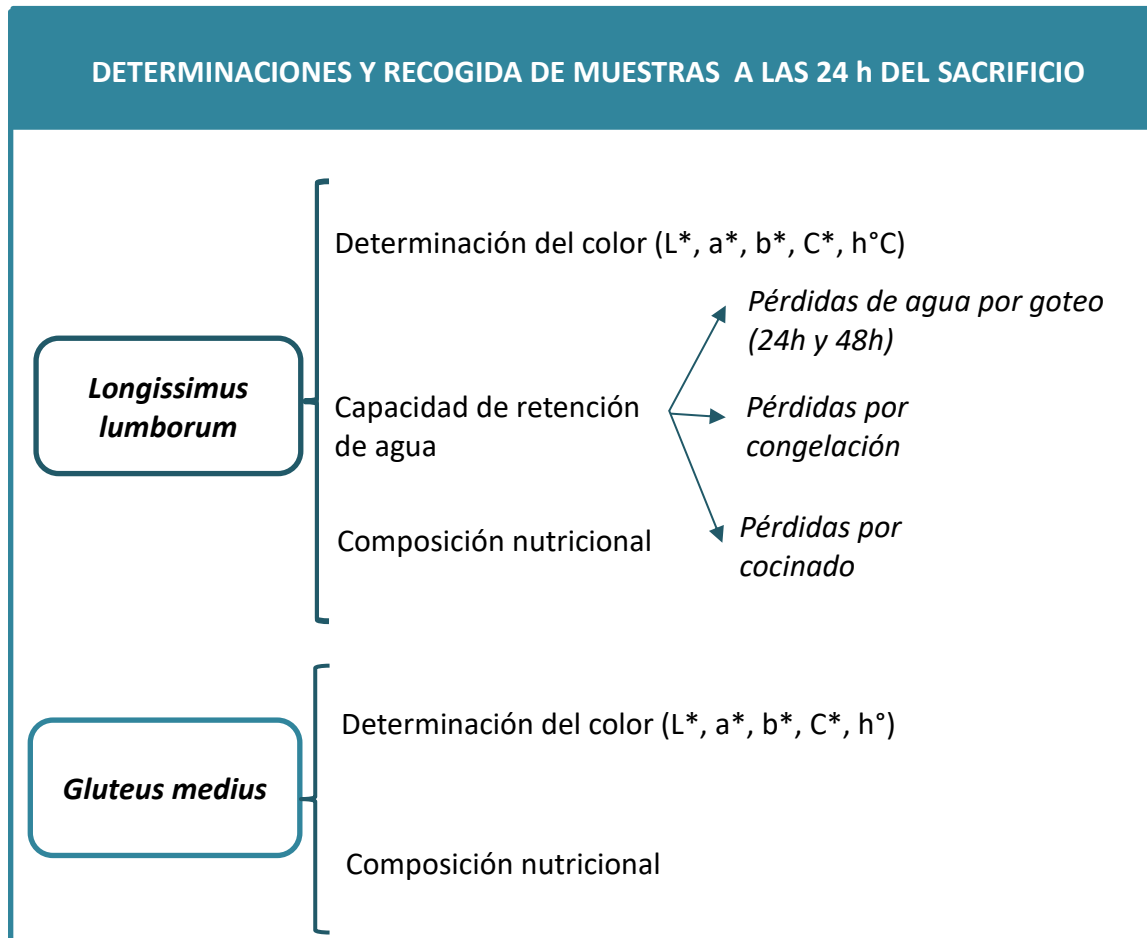 DETERMINACIONES Y RECOGIDA DE MUESTRAS A LAS 24 h DEL SACRIFICIO
Longissimus
lumborum
Determinación del color (L*, a*, b*, C*, h°C)
Capacidad de retención
de agua
Pérdidas de agua por goteo
(24h y 48h)
Pérdidas por
congelación
Pérdidas por
cocinado
Composición nutricional
Gluteus medius
Determinación del color (L*, a*, b*, C*, h°)
Composición nutricional